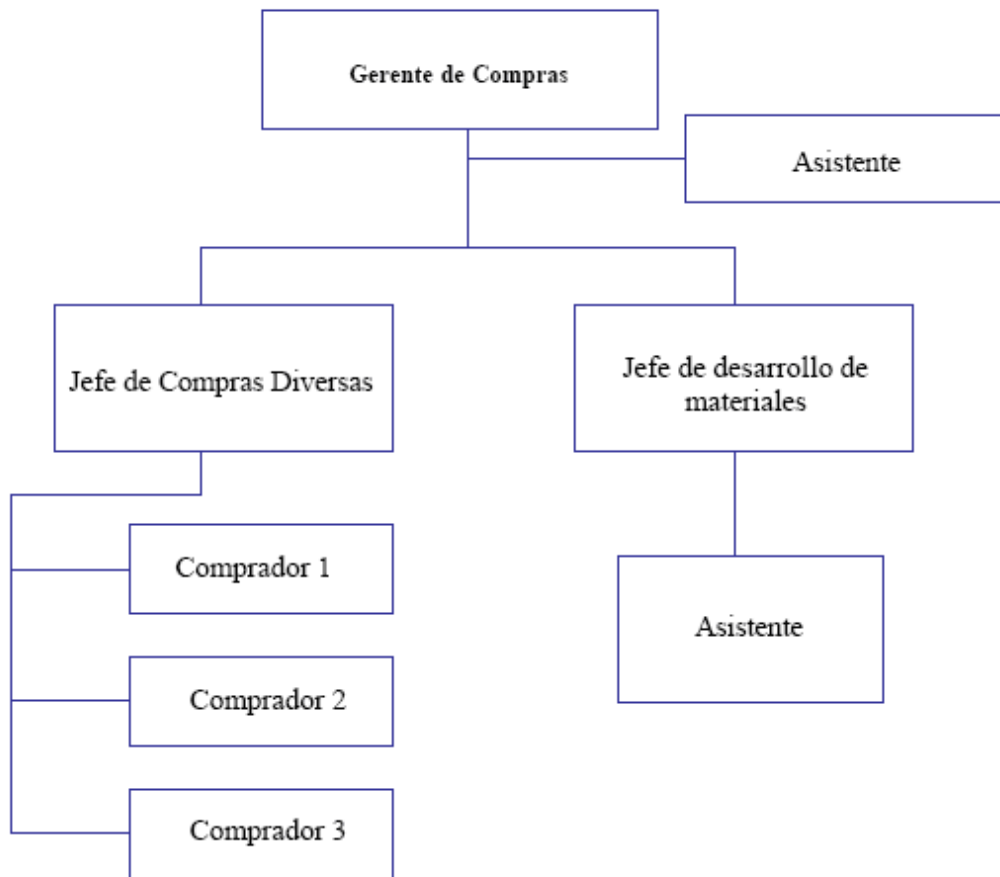 Gerente de Compras
Asistente
Jefe de Compras Diversas
Jefe de desarrollo de
materiales
Comprador 1
Asistente
Comprador 2
Comprador 3